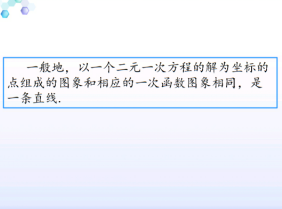 一般地，以一个二元一次方程的解为坐标的
点组成的图象和相应的一次函数图象相同，是
一条直线.